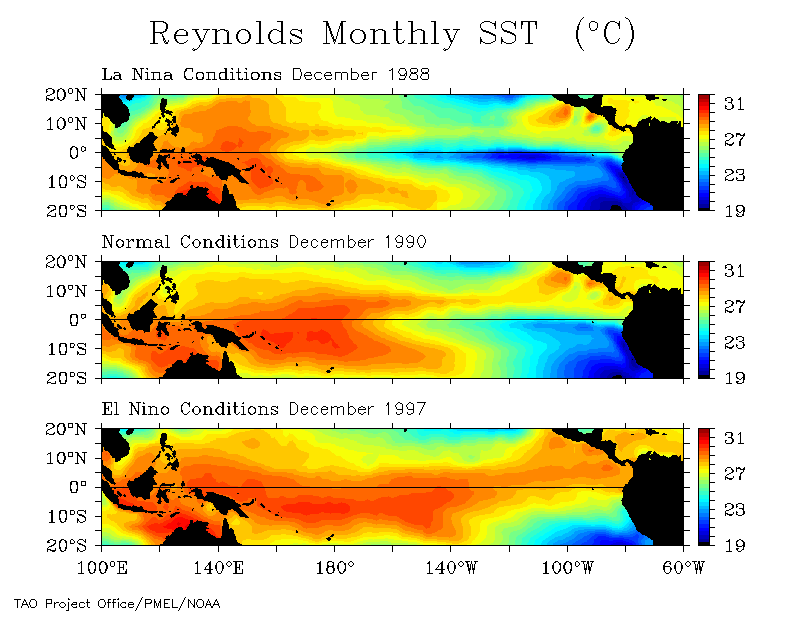 Reynolds Monthly SST (°C)
La Nina Conditions December 1988
20°N
10°N
0°
10°S
20°S
31
27
23
19
Normal Conditions December 1990
20°N
10°N
0°
10°S
20°S
31
27
23
19
El Nino Conditions December 1997
20°N
10°N
0°
10°S
20°S
31
27
23
19
100°E 140°E 180° 140°W 100°W 60°W
TAO Project Office/PMEL/NOAA